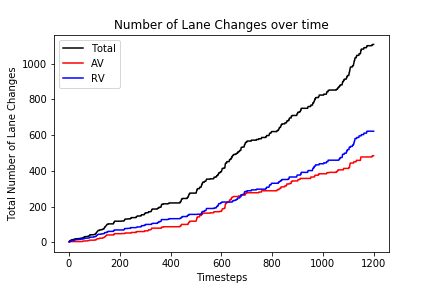 Number of Lane Changes over time
Total
AV
RV
Total Number of Lane Changes
1000
800
600
400
200
0
0 200 400 600 800 1000 1200
Timesteps